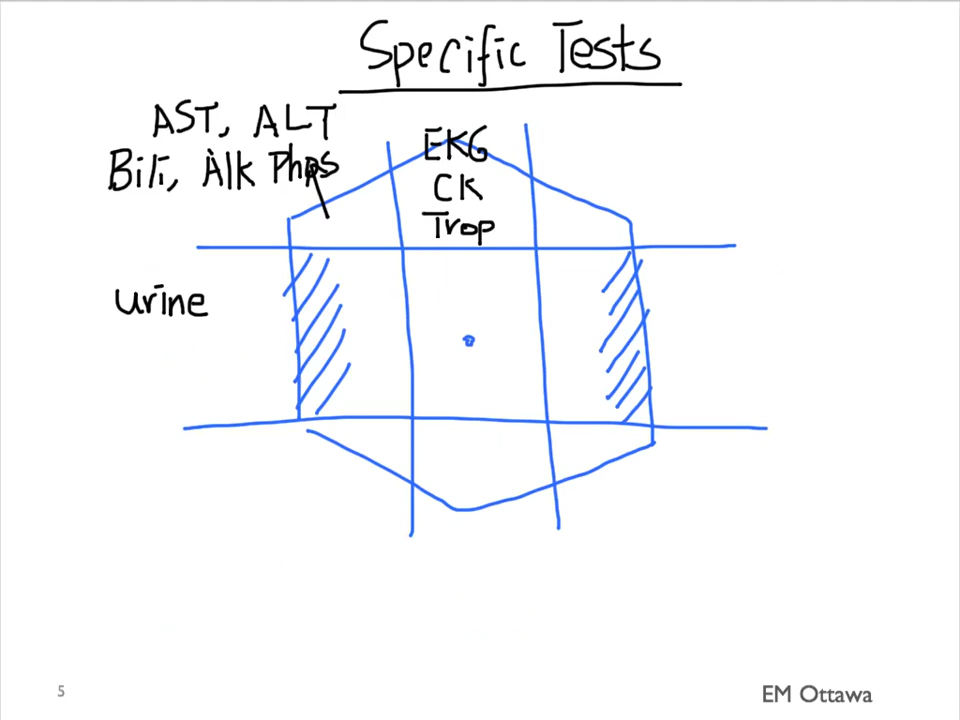 Specific Tests
AST, ALT
Bili, Alk Phos
EKG
CK
Trop
urine
5
EM Ottawa